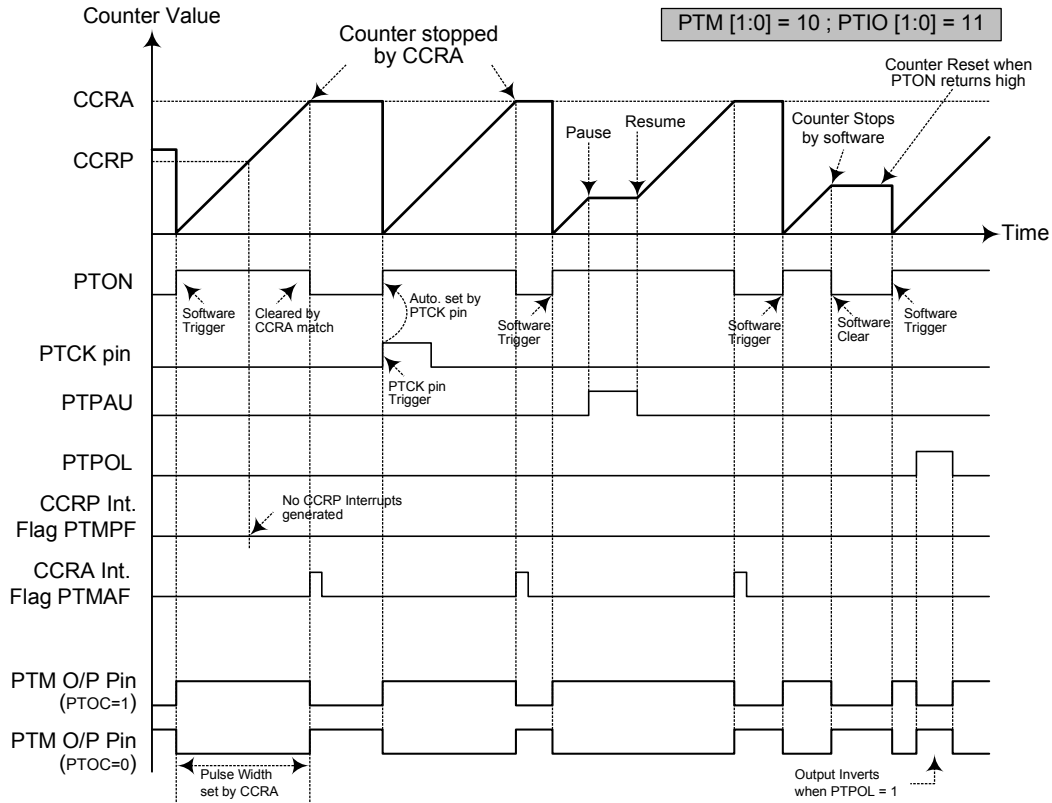 Counter Value
PTM [1:0] = 10 ; PTIO [1:0] = 11
Counter stopped
by CCRA
Counter Reset when
PTON returns high
CCRA
Counter Stops
by software
Pause
Resume
CCRP
Time
PTON
Software
Trigger
Cleared by
CCRA match
Auto. set by
PTCK pin
Software
Trigger
Software
Trigger
Software
Clear
Software
Trigger
PTCK pin
PTCK pin
Trigger
PTPAU
PTPOL
CCRP Int.
Flag PTMPF
No CCRP Interrupts
generated
CCRA Int.
Flag PTMAF
PTM O/P Pin
(PTOC=1)
PTM O/P Pin
(PTOC=0)
Pulse Width
set by CCRA
Output Inverts
when PTPOL = 1